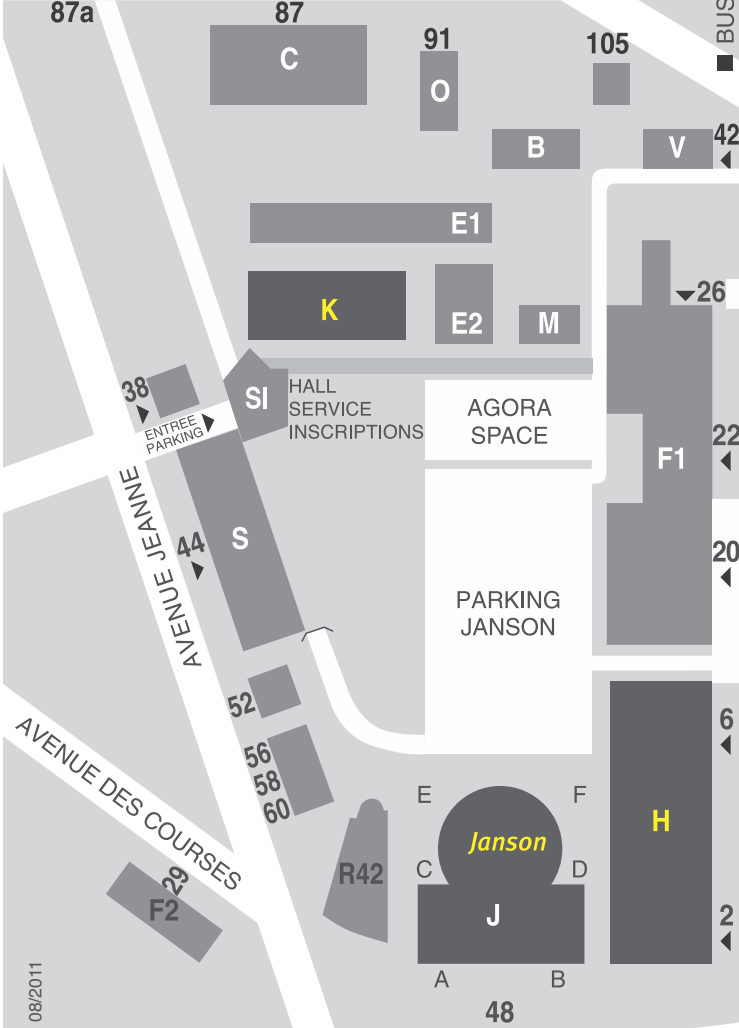 87a
87
BUS
C
91
O
105
B
V
42
E1
K
E2
M
26
38
SI
HALL
SERVICE
INSCRIPTIONS
ENTREE
PARKING
AGORA
SPACE
F1
22
AVENUE JEANNE
44
S
20
PARKING
JANSON
52
56
58
60
6
AVENUE DES COURSES
E
F
Janson
H
C
D
29
F2
R42
J
2
A
B
48
08/2011